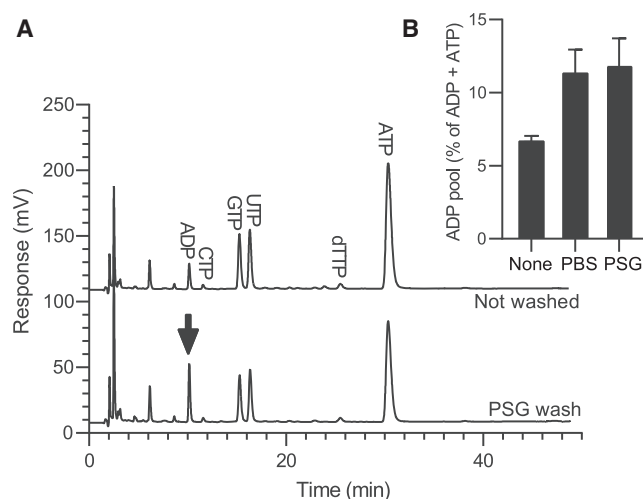 A
B
ADP pool (% of ADP + ATP)
15
10
5
0
None PBS PSG
Response (mV)
250
200
150
100
50
0
ADP
CTP
GTP
UTP
dTTP
ATP
Not washed
PSG wash
0 20 40
Time (min)